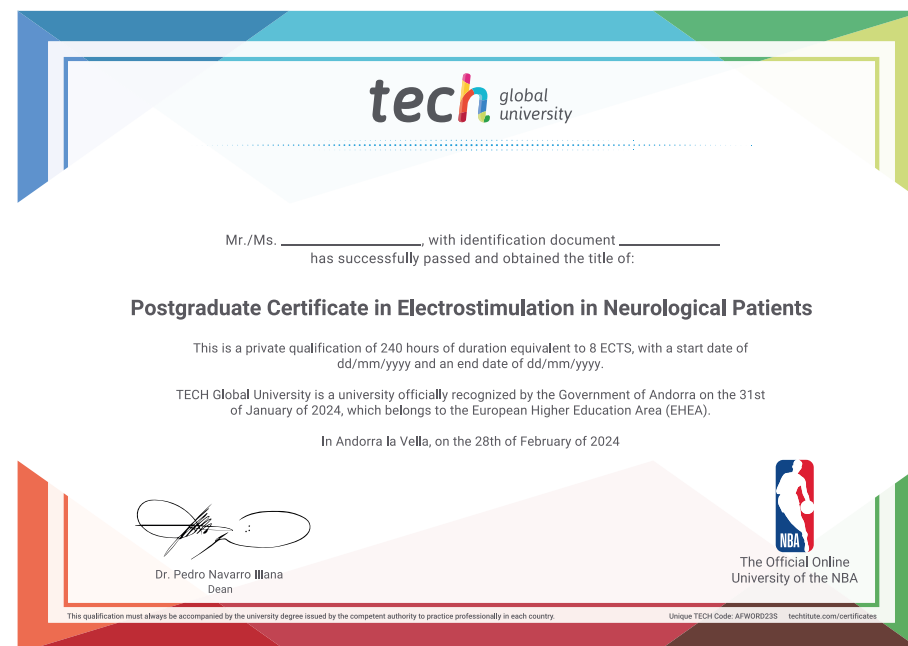 tech global university
Mr./Ms. ____________, with identification document ____________
has successfully passed and obtained the title of:
Postgraduate Certificate in Electrostimulation in Neurological Patients
This is a private qualification of 240 hours of duration equivalent to 8 ECTS, with a start date of
dd/mm/yyyy and an end date of dd/mm/yyyy.
TECH Global University is a university officially recognized by the Government of Andorra on the 31st
of January of 2024, which belongs to the European Higher Education Area (EHEA).
In Andorra la Vella, on the 28th of February of 2024
Dr. Pedro Navarro Illana
Dean
NBA
The Official Online
University of the NBA
This qualification must always be accompanied by the university degree issued by the competent authority to practice professionally in each country.
Unique TECH Code: AFWORD23S techtitute.com/certificates